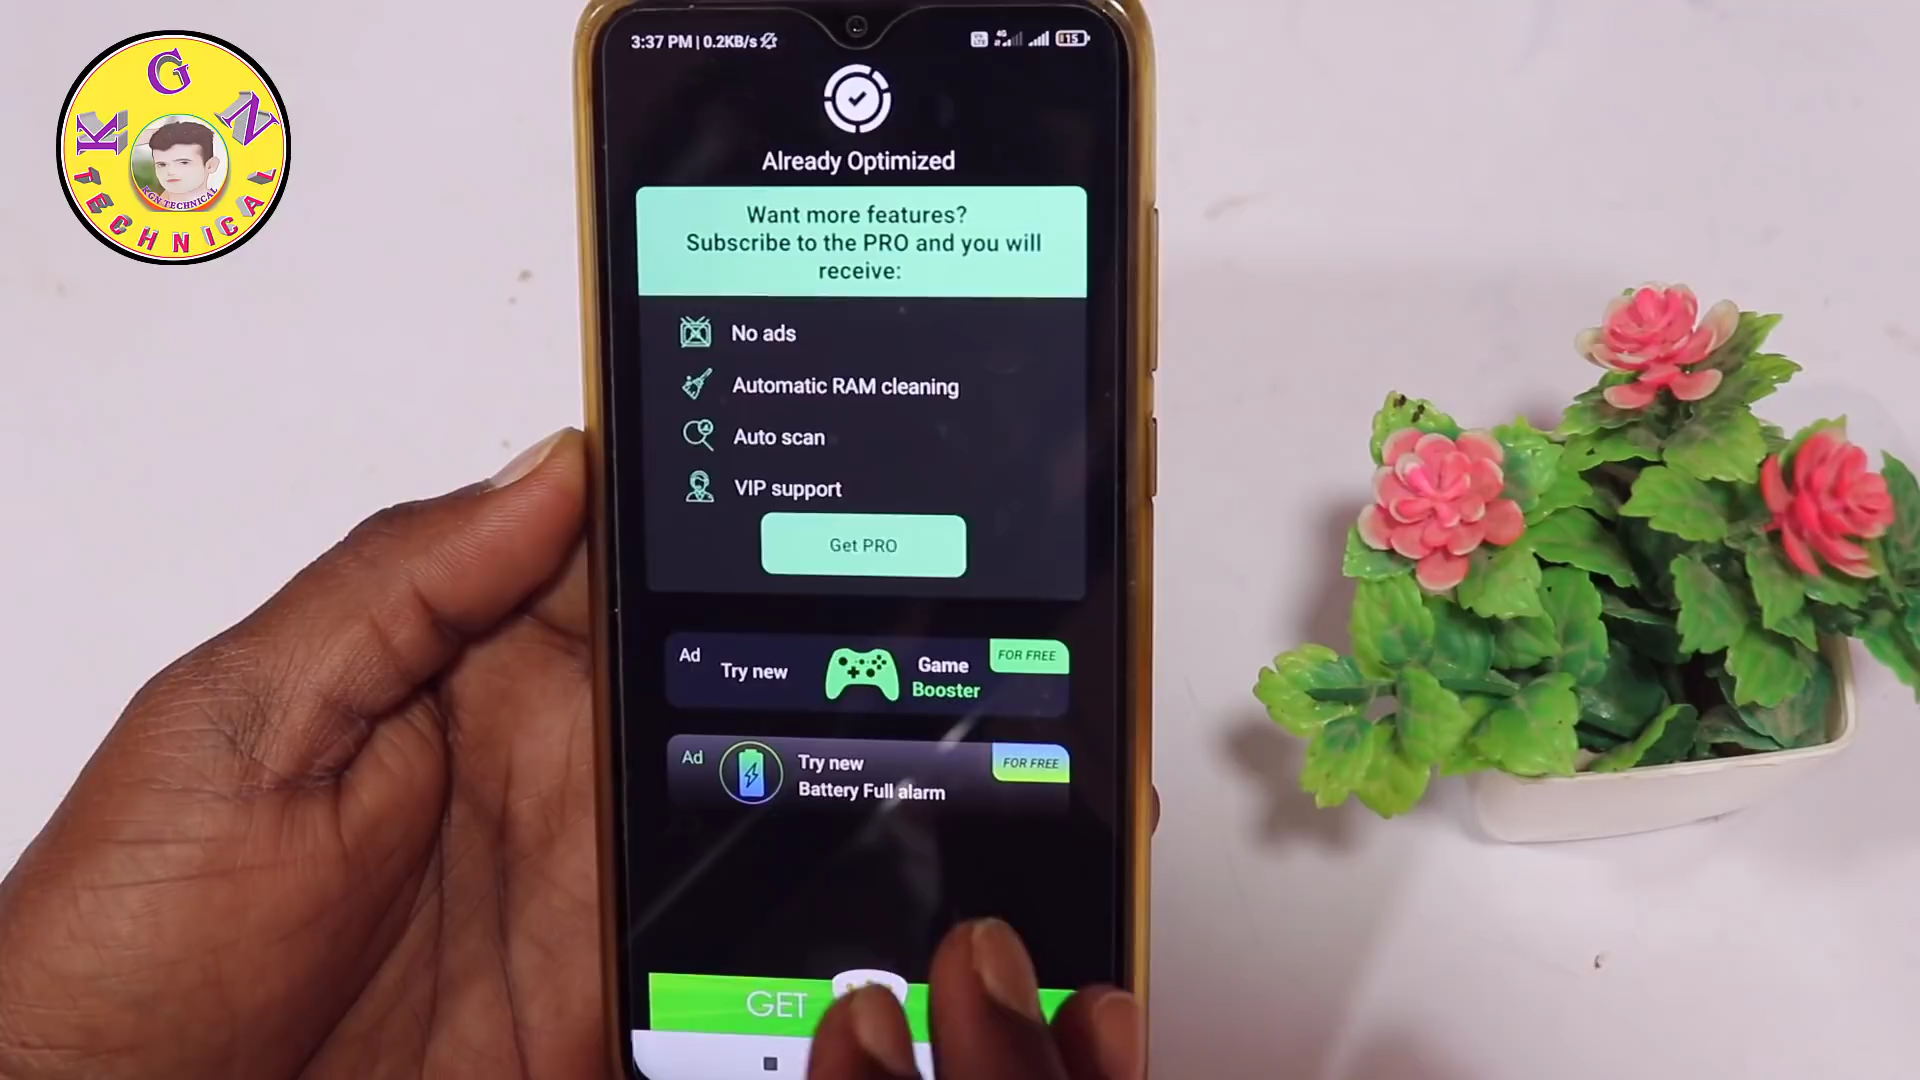 KGN
TECHNICAL
KGN TECHNICAL
3:37 PM | 0.2KB/s
4G
15
Already Optimized
Want more features?
Subscribe to the PRO and you will
receive:
No ads
Automatic RAM cleaning
Auto scan
VIP support
Get PRO
Ad
Try new
Game
Booster
FOR FREE
Ad
Try new
Battery Full alarm
FOR FREE
GET